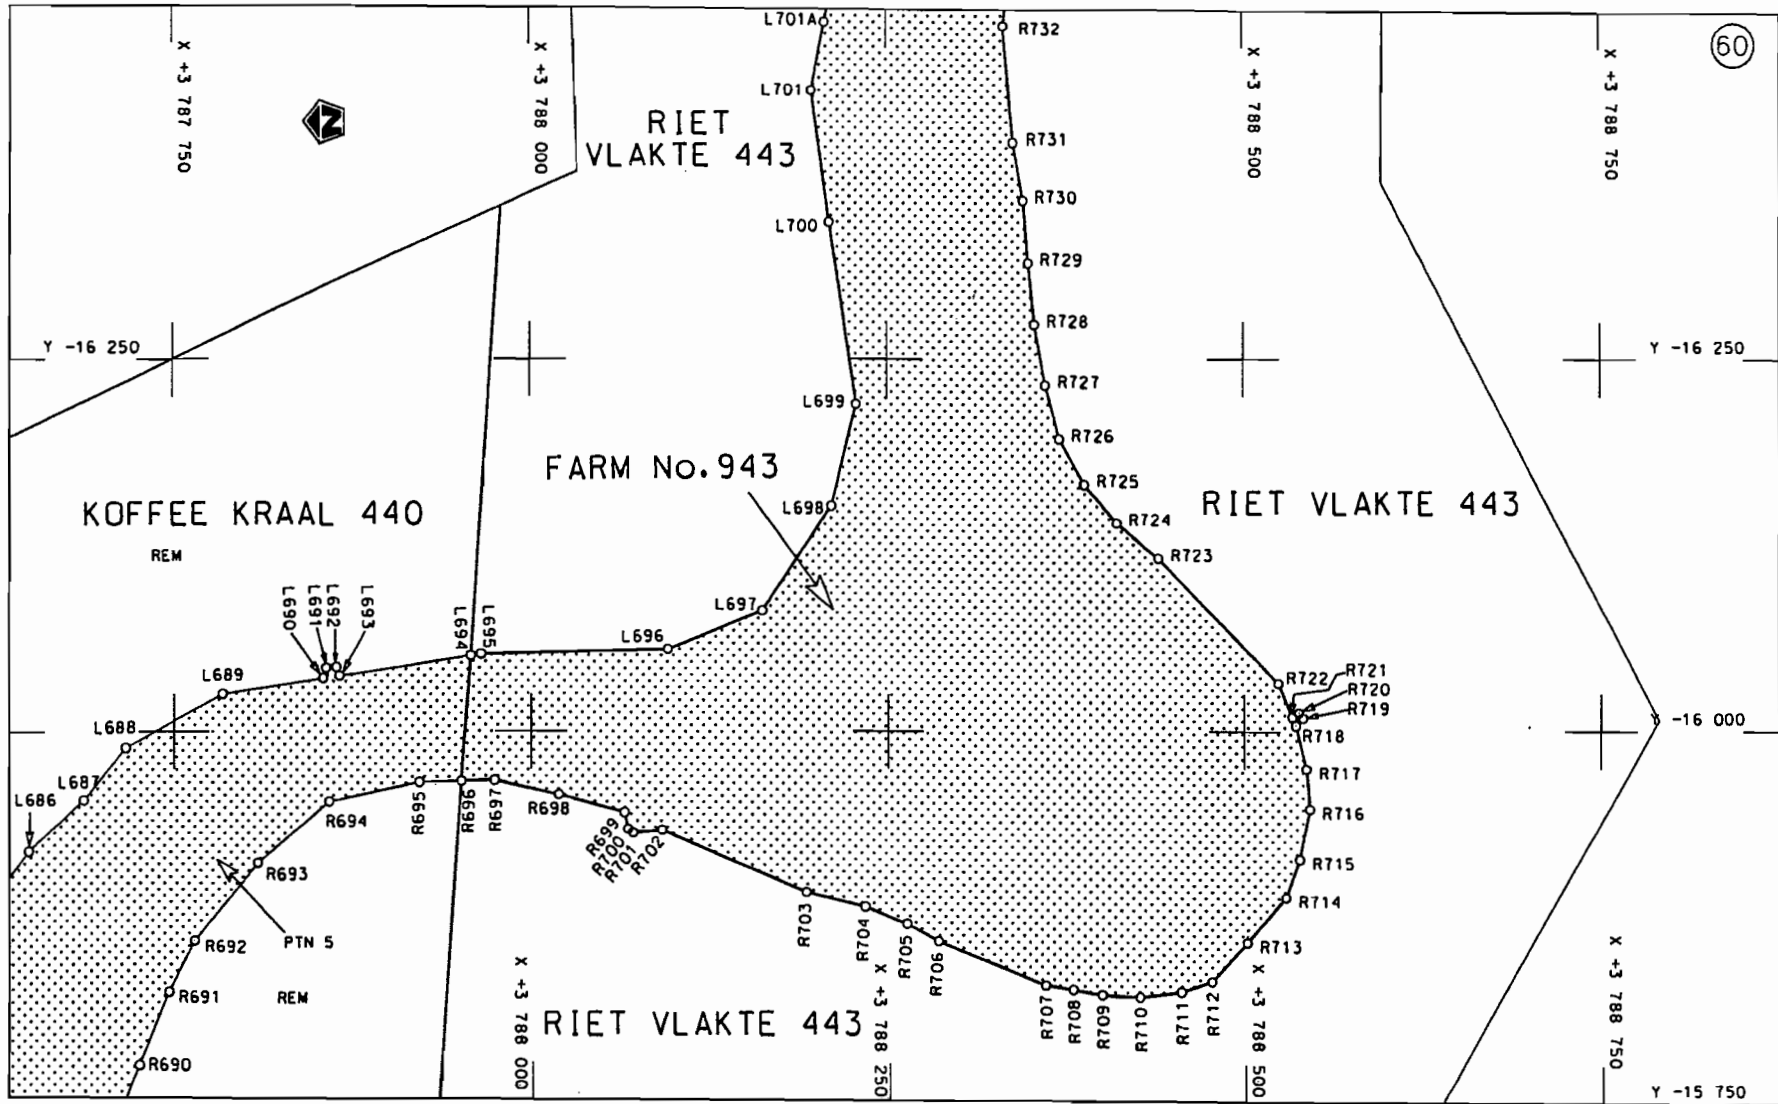 L701A
R732
60
X +3 787 750
X +3 788 000
X +3 788 500
X +3 788 750
N
L701
RIET
VLAKTE 443
R731
R730
L700
R729
R728
Y -16 250
Y -16 250
R727
L699
R726
FARM No. 943
R725
KOFFEE KRAAL 440
L698
RIET VLAKTE 443
R724
REM
R723
L690
L691
L692
L693
L694
L695
L696
L697
L689
R722
R721
R720
R719
L688
R718
Y -16 000
R717
L687
L686
R694
R695
R696
R697
R698
R716
R699
R700
R701
R702
R693
R715
R703
R704
R705
R706
R714
R692
PTN 5
R713
R691
REM
X +3 788 000
RIET VLAKTE 443
X +3 788 250
R707
R708
R709
R710
R711
R712
X +3 788 500
X +3 788 750
R690
Y -15 750